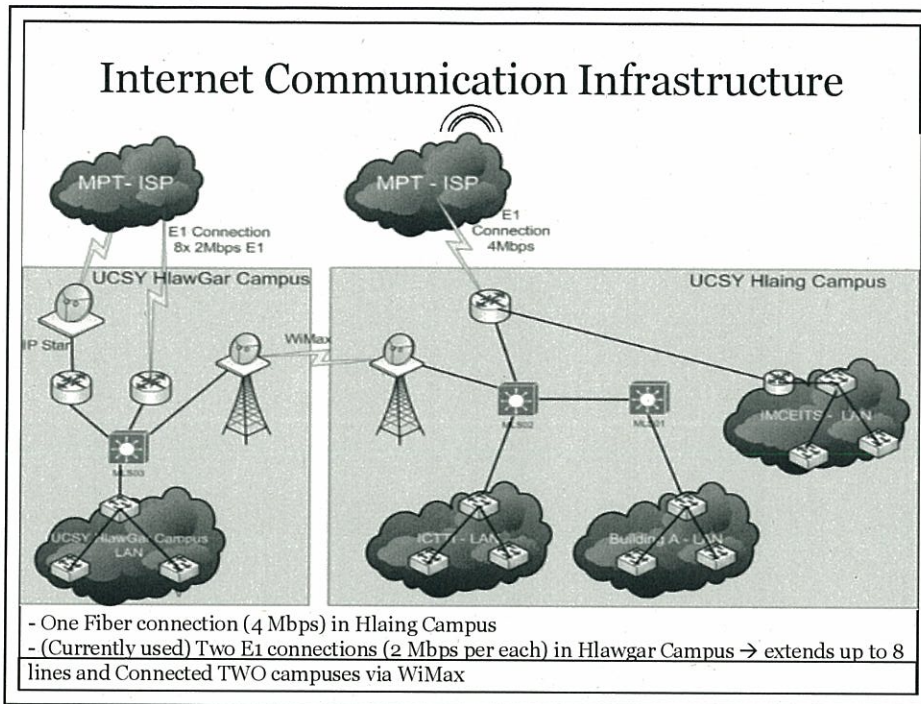 Internet Communication Infrastructure
MPT- ISP
MPT - ISP
E1 Connection
8x 2Mbps E1
E1
Connection
4Mbps
UCSY HlawGar Campus
UCSY Hlaing Campus
IP Star
WiMax
MLS02
MLS01
IMCEITS - LAN
MLS03
UCSY HlawGar Campus
LAN
ICTTI - LAN
Building A - LAN
- One Fiber connection (4 Mbps) in Hlaing Campus
- (Currently used) Two E1 connections (2 Mbps per each) in Hlawgar Campus → extends up to 8
lines and Connected TWO campuses via WiMax